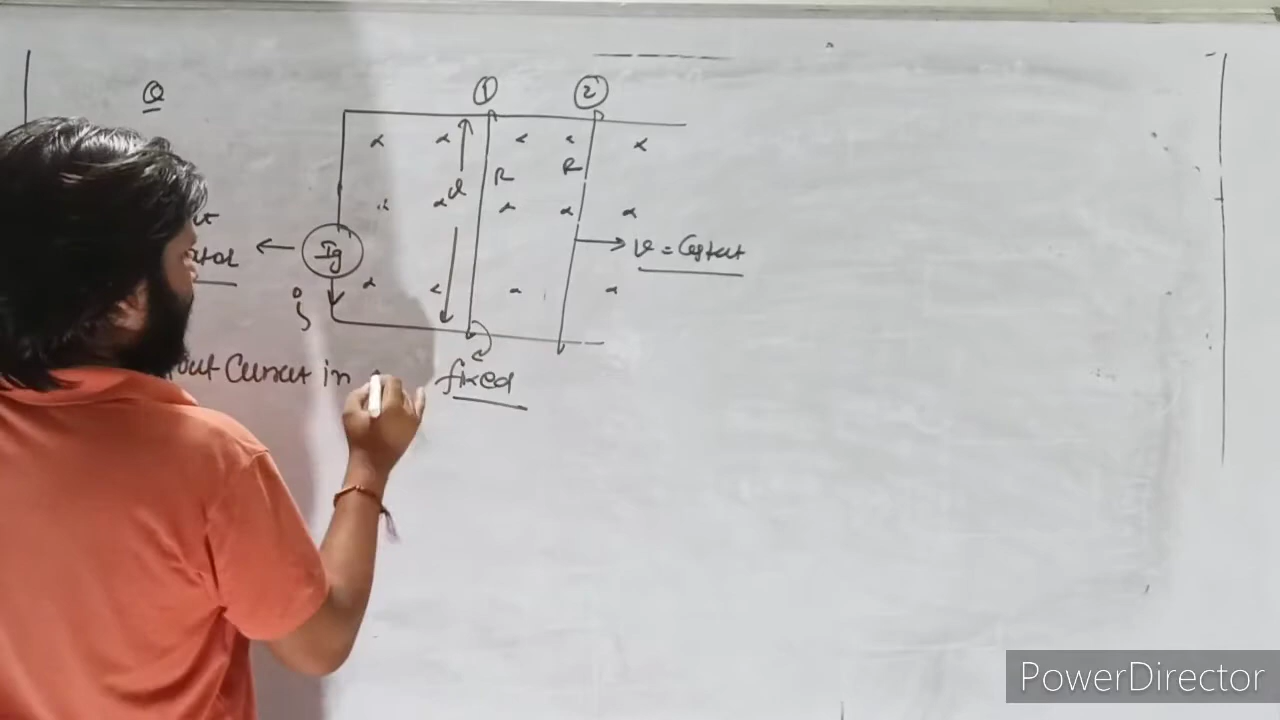 Q
① ②
l R R
Ig
v = Constant
Current in
fixed
PowerDirector